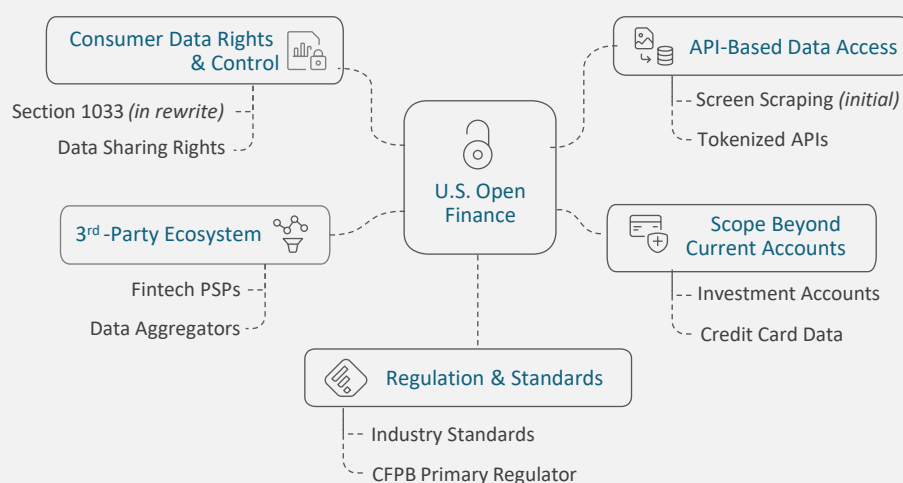 Consumer Data Rights
& Control
Section 1033 (in rewrite)
Data Sharing Rights
API-Based Data Access
Screen Scraping (initial)
Tokenized APIs
U.S. Open
Finance
3rd -Party Ecosystem
Fintech PSPs
Data Aggregators
Scope Beyond
Current Accounts
Investment Accounts
Credit Card Data
Regulation & Standards
Industry Standards
CFPB Primary Regulator